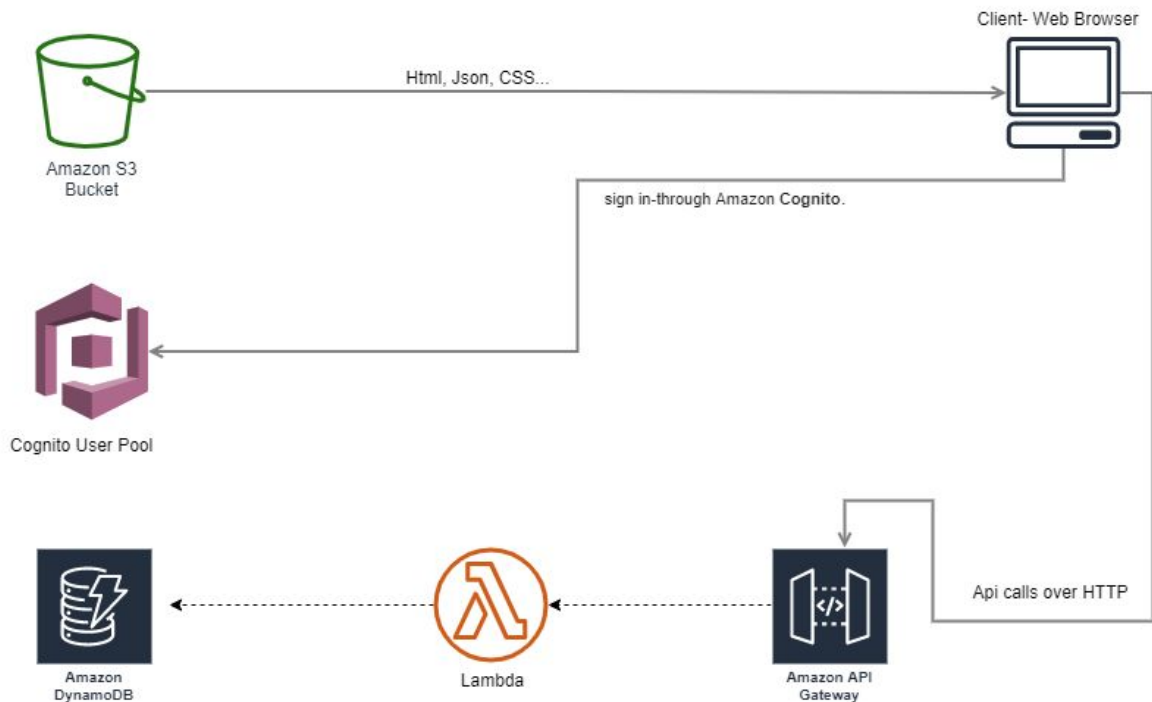 Client- Web Browser
Html, Json, CSS...
Amazon S3
Bucket
sign in-through Amazon Cognito.
Cognito User Pool
</>
Api calls over HTTP
Amazon
DynamoDB
Lambda
Amazon API
Gateway